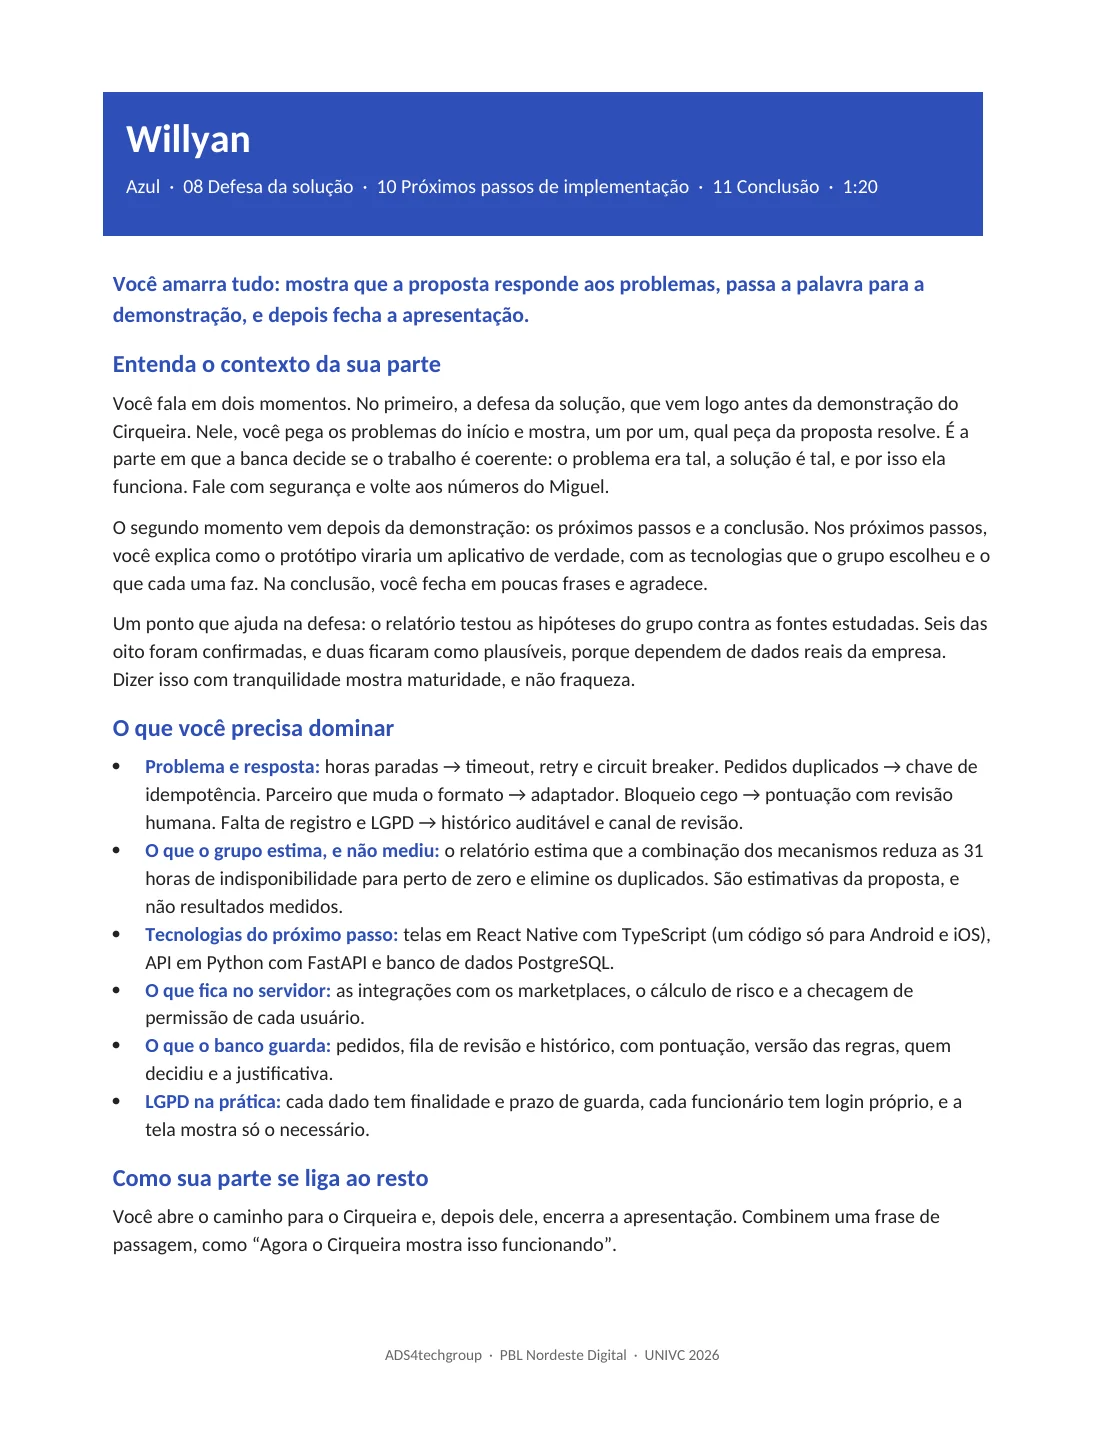 Willyan
Azul · 08 Defesa da solução · 10 Próximos passos de implementação · 11 Conclusão · 1:20
Você amarra tudo: mostra que a proposta responde aos problemas, passa a palavra para a
demonstração, e depois fecha a apresentação.
Entenda o contexto da sua parte
Você fala em dois momentos. No primeiro, a defesa da solução, que vem logo antes da demonstração do
Cirqueira. Nele, você pega os problemas do início e mostra, um por um, qual peça da proposta resolve. É a
parte em que a banca decide se o trabalho é coerente: o problema era tal, a solução é tal, e por isso ela
funciona. Fale com segurança e volte aos números do Miguel.
O segundo momento vem depois da demonstração: os próximos passos e a conclusão. Nos próximos passos,
você explica como o protótipo viraria um aplicativo de verdade, com as tecnologias que o grupo escolheu e o
que cada uma faz. Na conclusão, você fecha em poucas frases e agradece.
Um ponto que ajuda na defesa: o relatório testou as hipóteses do grupo contra as fontes estudadas. Seis das
oito foram confirmadas, e duas ficaram como plausíveis, porque dependem de dados reais da empresa.
Dizer isso com tranquilidade mostra maturidade, e não fraqueza.
O que você precisa dominar
• Problema e resposta: horas paradas → timeout, retry e circuit breaker. Pedidos duplicados → chave de
idempotência. Parceiro que muda o formato → adaptador. Bloqueio cego → pontuação com revisão
humana. Falta de registro e LGPD → histórico auditável e canal de revisão.
• O que o grupo estima, e não mediu: o relatório estima que a combinação dos mecanismos reduza as 31
horas de indisponibilidade para perto de zero e elimine os duplicados. São estimativas da proposta, e
não resultados medidos.
• Tecnologias do próximo passo: telas em React Native com TypeScript (um código só para Android e iOS),
API em Python com FastAPI e banco de dados PostgreSQL.
• O que fica no servidor: as integrações com os marketplaces, o cálculo de risco e a checagem de
permissão de cada usuário.
• O que o banco guarda: pedidos, fila de revisão e histórico, com pontuação, versão das regras, quem
decidiu e a justificativa.
• LGPD na prática: cada dado tem finalidade e prazo de guarda, cada funcionário tem login próprio, e a
tela mostra só o necessário.
Como sua parte se liga ao resto
Você abre o caminho para o Cirqueira e, depois dele, encerra a apresentação. Combinem uma frase de
passagem, como “Agora o Cirqueira mostra isso funcionando”.
ADS4techgroup · PBL Nordeste Digital · UNIVC 2026